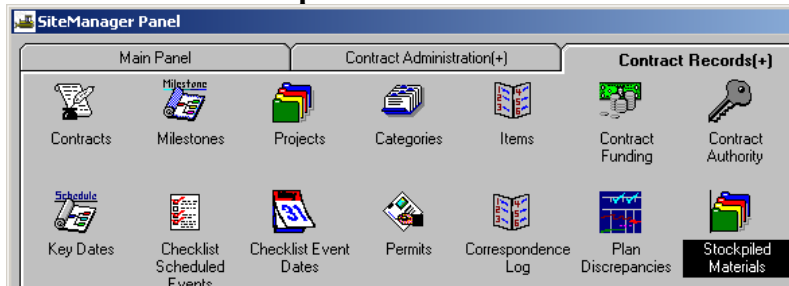 SiteManager Panel
Main Panel
Contract Administration(+)
Contract Records(+)
Milestone
Contracts
Milestones
Projects
Categories
Items
Contract
Funding
Contract
Authority
Schedule
31
Key Dates
Checklist
Scheduled
Events
Checklist Event
Dates
Permits
Correspondence
Log
Plan
Discrepancies
Stockpiled
Materials